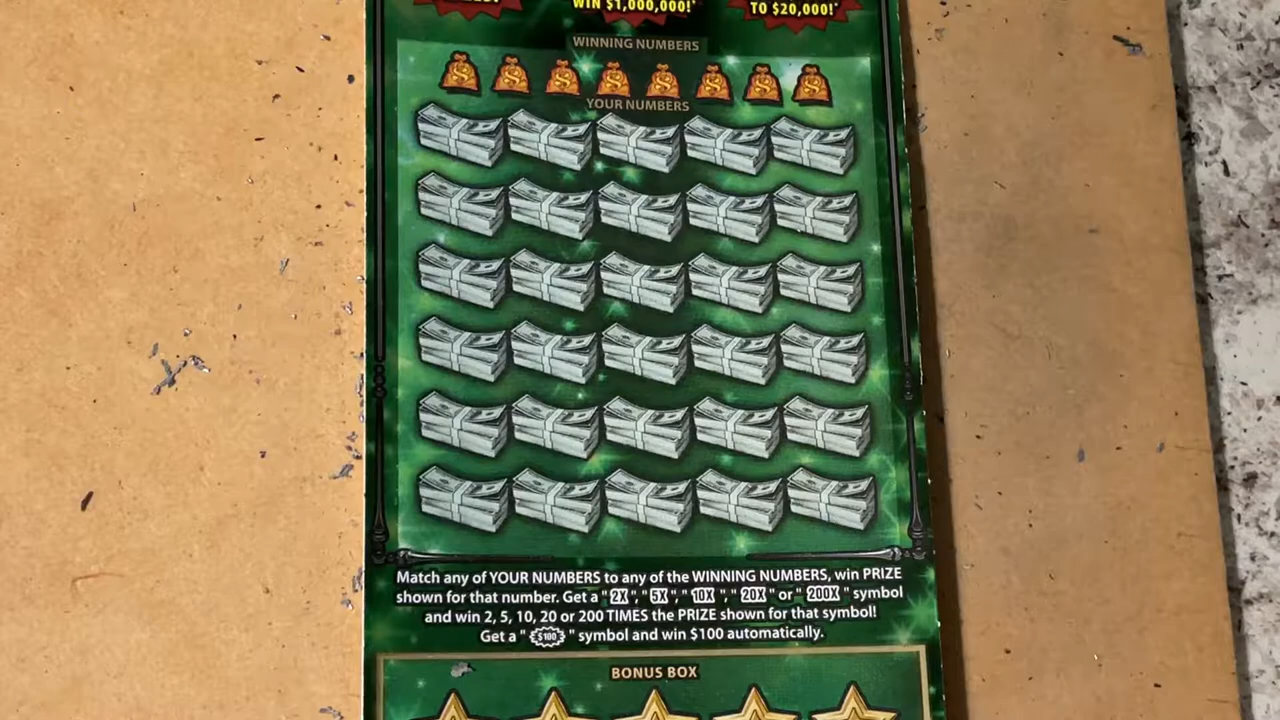 WIN $1,000,000!*
TO $20,000!*
WINNING NUMBERS
YOUR NUMBERS
Match any of YOUR NUMBERS to any of the WINNING NUMBERS, win PRIZE
shown for that number. Get a "2X", "5X", "10X", "20X" or "200X" symbol
and win 2, 5, 10, 20 or 200 TIMES the PRIZE shown for that symbol!
Get a "$100" symbol and win $100 automatically.
BONUS BOX